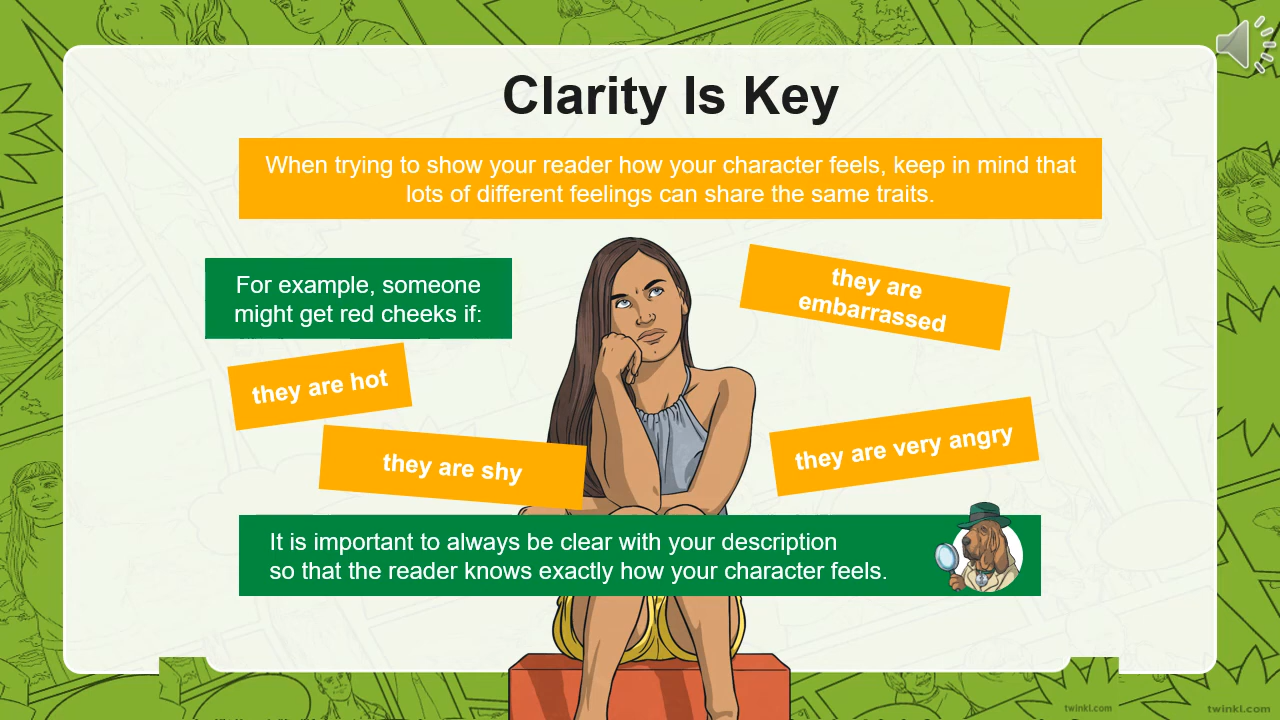 Clarity Is Key
When trying to show your reader how your character feels, keep in mind that
lots of different feelings can share the same traits.
For example, someone
might get red cheeks if:
they are
embarrassed
they are hot
they are shy
they are very angry
It is important to always be clear with your description
so that the reader knows exactly how your character feels.
twinkl.com
twinkl.com